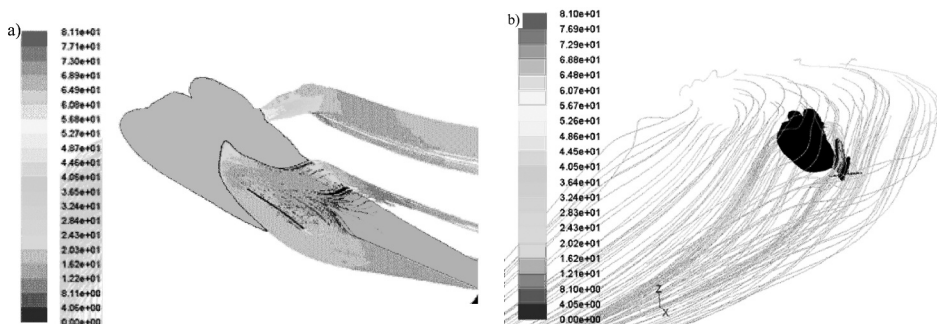 a)
8.11e+01
7.71e+01
7.30e+01
6.89e+01
6.49e+01
6.08e+01
5.68e+01
5.27e+01
4.87e+01
4.46e+01
4.05e+01
3.65e+01
3.24e+01
2.84e+01
2.43e+01
2.03e+01
1.62e+01
1.22e+01
8.11e+00
4.06e+00
0.00e+00
b)
8.10e+01
7.69e+01
7.29e+01
6.88e+01
6.48e+01
6.07e+01
5.67e+01
5.26e+01
4.86e+01
4.45e+01
4.05e+01
3.64e+01
3.24e+01
2.83e+01
2.43e+01
2.02e+01
1.62e+01
1.21e+01
8.10e+00
4.05e+00
0.00e+00
Z
X